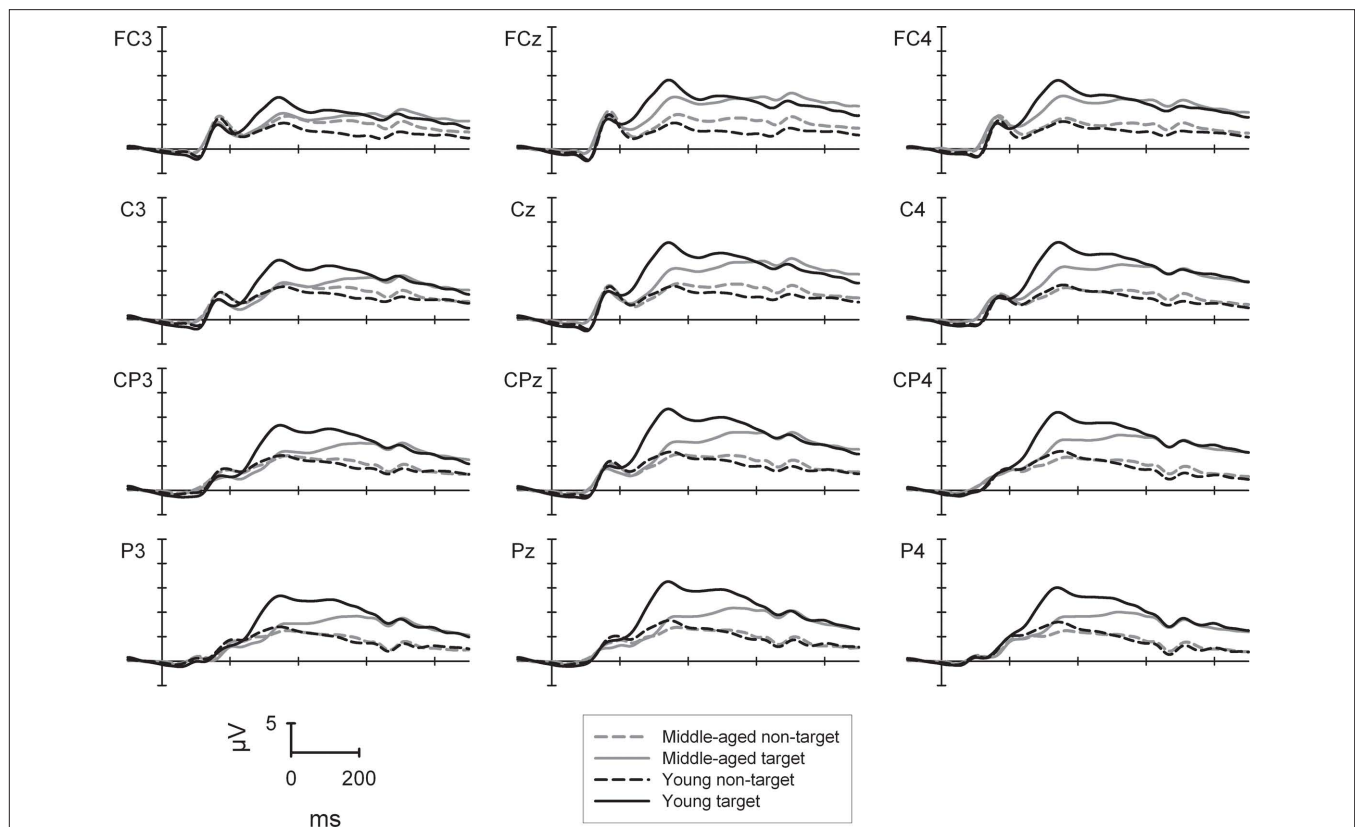 FC3 FCz FC4
C3 Cz C4
CP3 CPz CP4
P3 Pz P4
µV 5
0 200
ms
Middle-aged non-target
Middle-aged target
Young non-target
Young target